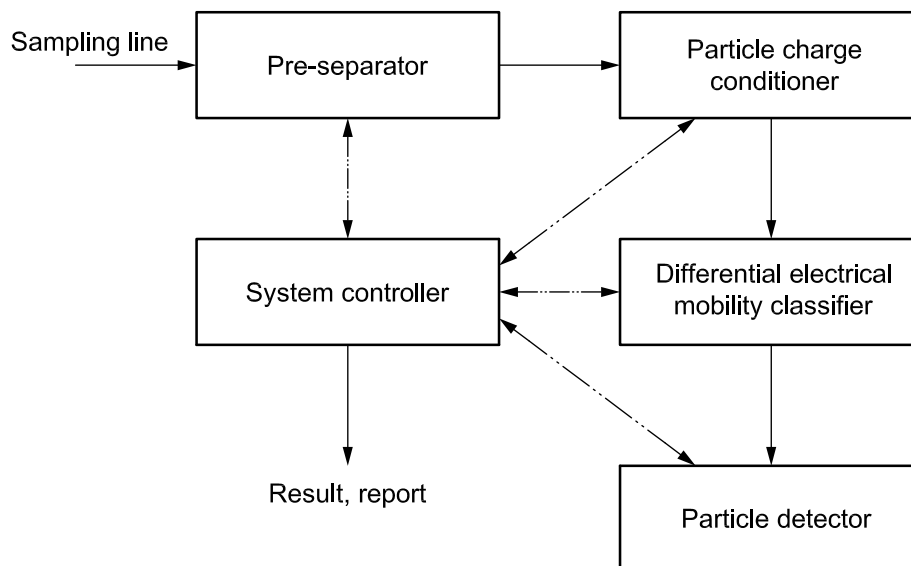 Sampling line
Pre-separator
Particle charge
conditioner
System controller
Differential electrical
mobility classifier
Result, report
Particle detector